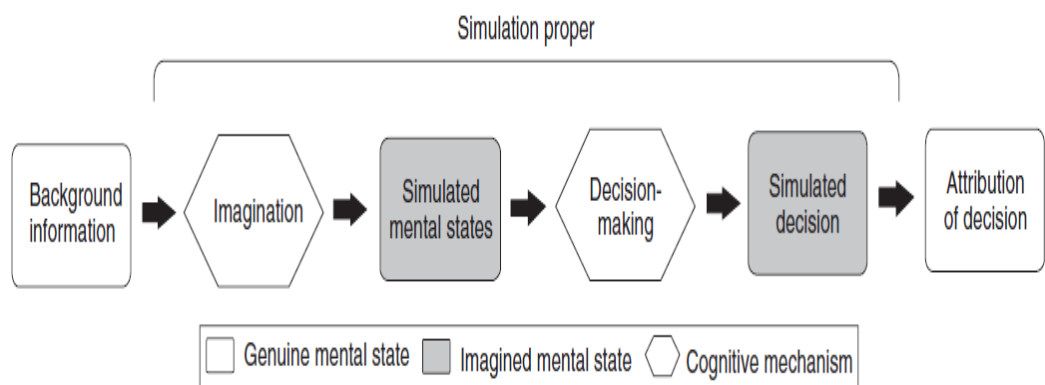 Simulation proper
Background
information
Imagination
Simulated
mental states
Decision-
making
Simulated
decision
Attribution
of decision
Genuine mental state
Imagined mental state
Cognitive mechanism